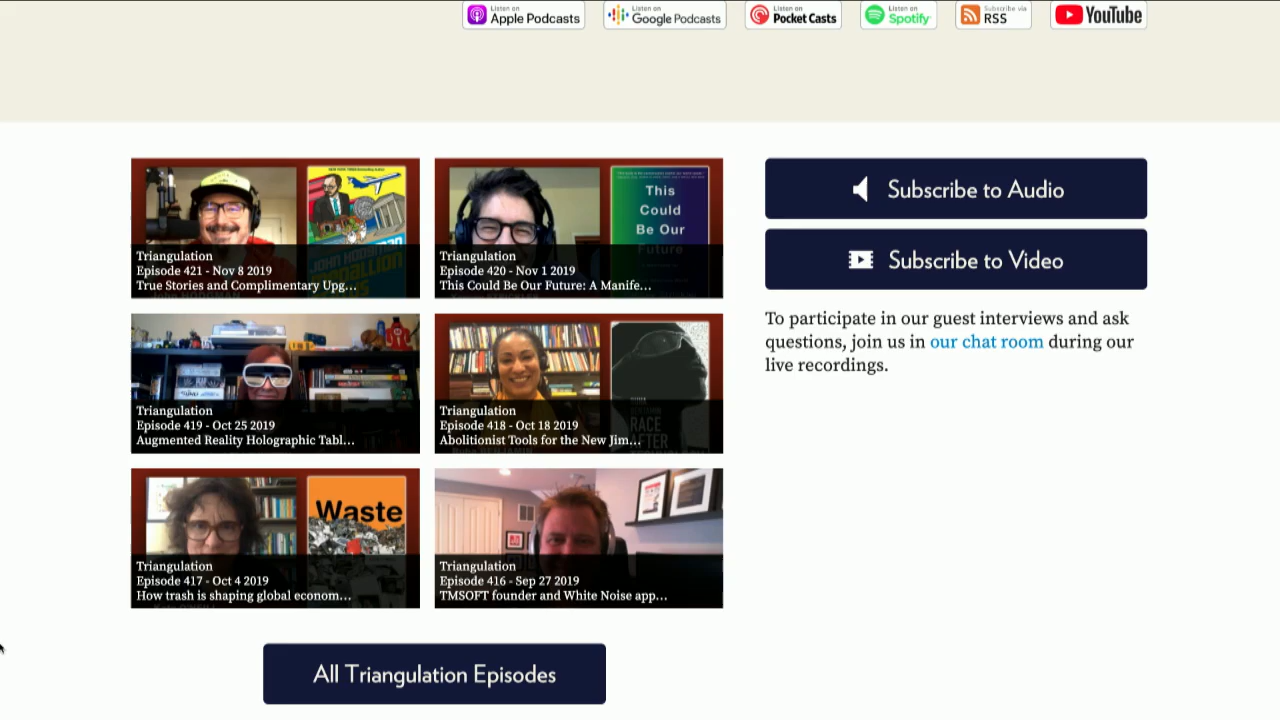 Listen on
Apple Podcasts
Listen on
Google Podcasts
Listen on
Pocket Casts
Listen on
Spotify
Subscribe via
RSS
YouTube
This
Could
Be Our
Future
JOHN HODGMAN
Triangulation
Episode 421 - Nov 8 2019
True Stories and Complimentary Upg...
Triangulation
Episode 420 - Nov 1 2019
This Could Be Our Future: A Manife...
Subscribe to Audio
Subscribe to Video
To participate in our guest interviews and ask
questions, join us in our chat room during our
live recordings.
RACE
AFTER
Triangulation
Episode 419 - Oct 25 2019
Augmented Reality Holographic Tabl...
Triangulation
Episode 418 - Oct 18 2019
Abolitionist Tools for the New Jim...
Waste
Triangulation
Episode 417 - Oct 4 2019
How trash is shaping global econom...
Triangulation
Episode 416 - Sep 27 2019
TMSOFT founder and White Noise app...
All Triangulation Episodes